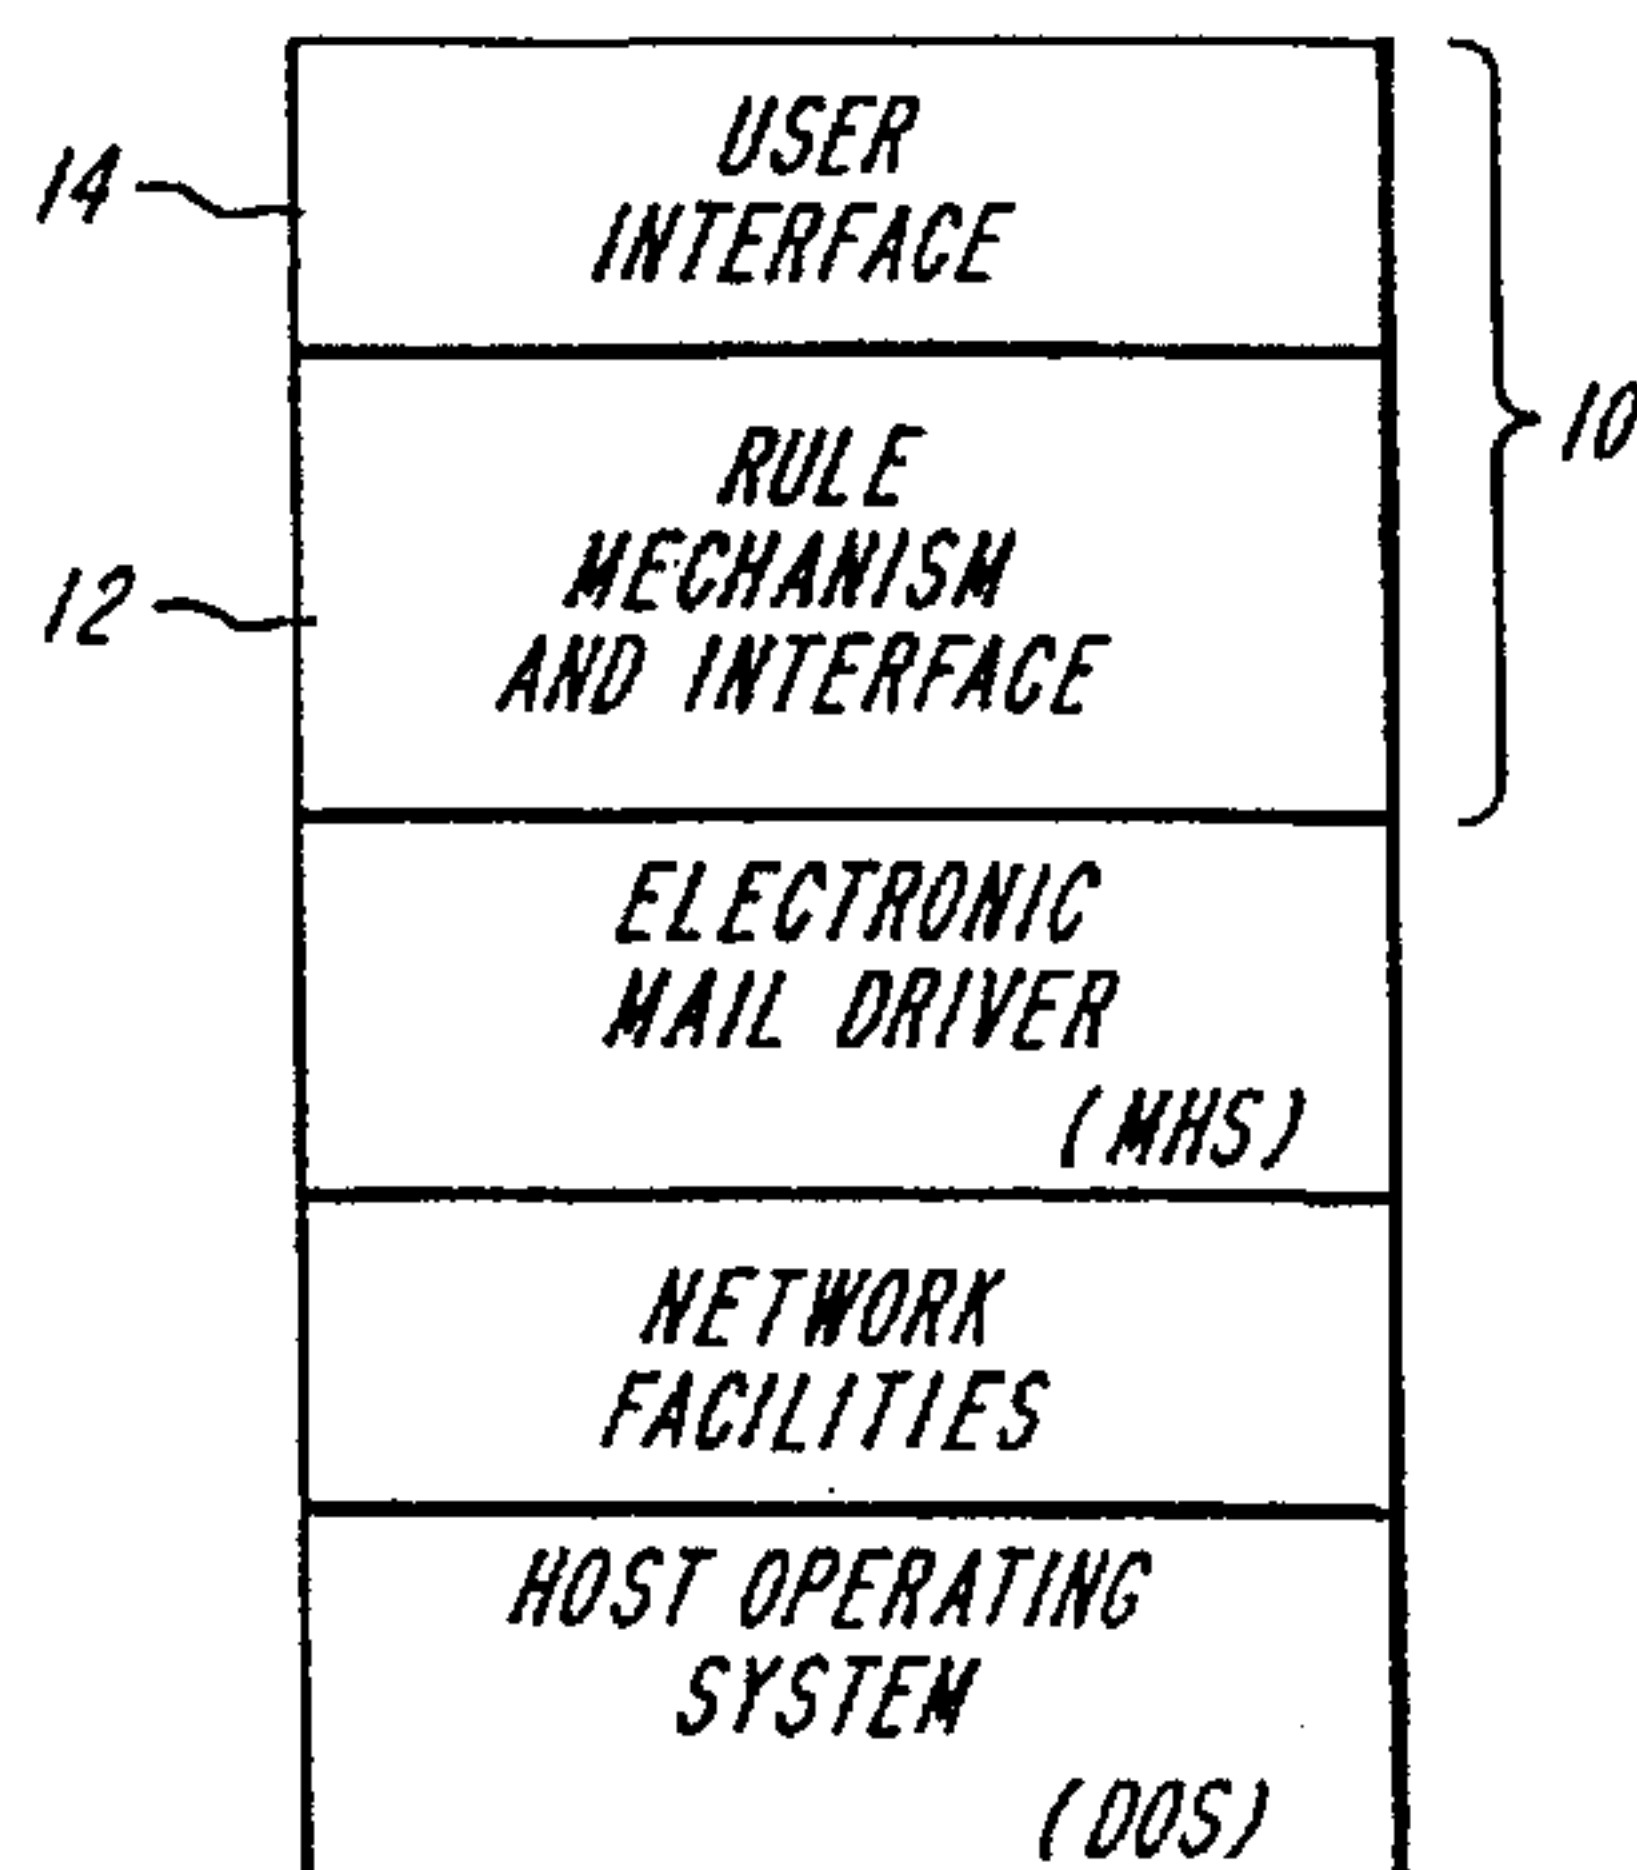 14
USER
INTERFACE
10
12
RULE
MECHANISM
AND INTERFACE
ELECTRONIC
MAIL DRIVER
(MHS)
NETWORK
FACILITIES
HOST OPERATING
SYSTEM
(DOS)